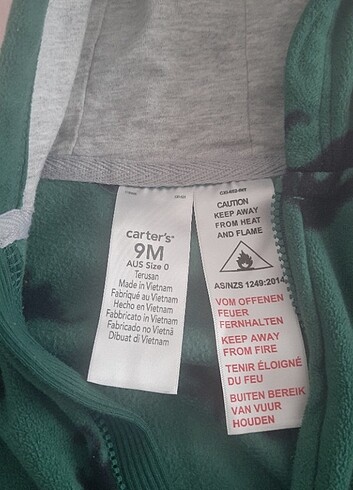 carter's
9M
AUS Size 0
Terusan
Made in Vietnam
Fabriqué au Vietnam
Hecho en Vietnam
Fabbricato in Vietnam
Fabricado no Vietnã
Dibuat di Vietnam
CAUTION
KEEP AWAY
FROM HEAT
AND FLAME
AS/NZS 1249:2014
VOM OFFENEN
FEUER
FERNHALTEN
KEEP AWAY
FROM FIRE
TENIR ÉLOIGNÉ
DU FEU
BUITEN BEREIK
VAN VUUR
HOUDEN